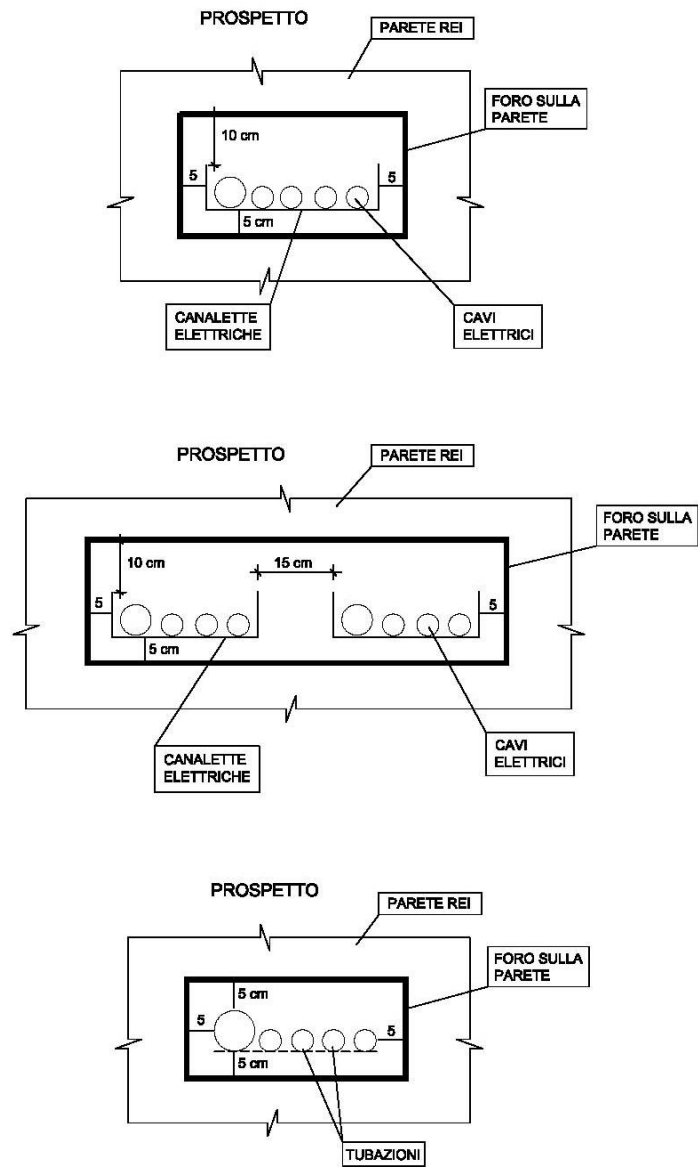 PROSPETTO
PARETE REI
FORO SULLA
PARETE
10 cm
5
5
5 cm
CANALETTE
ELETTRICHE
CAVI
ELETTRICI
PROSPETTO
PARETE REI
FORO SULLA
PARETE
10 cm
15 cm
5
5
5 cm
CANALETTE
ELETTRICHE
CAVI
ELETTRICI
PROSPETTO
PARETE REI
FORO SULLA
PARETE
5 cm
5
5
5 cm
TUBAZIONI